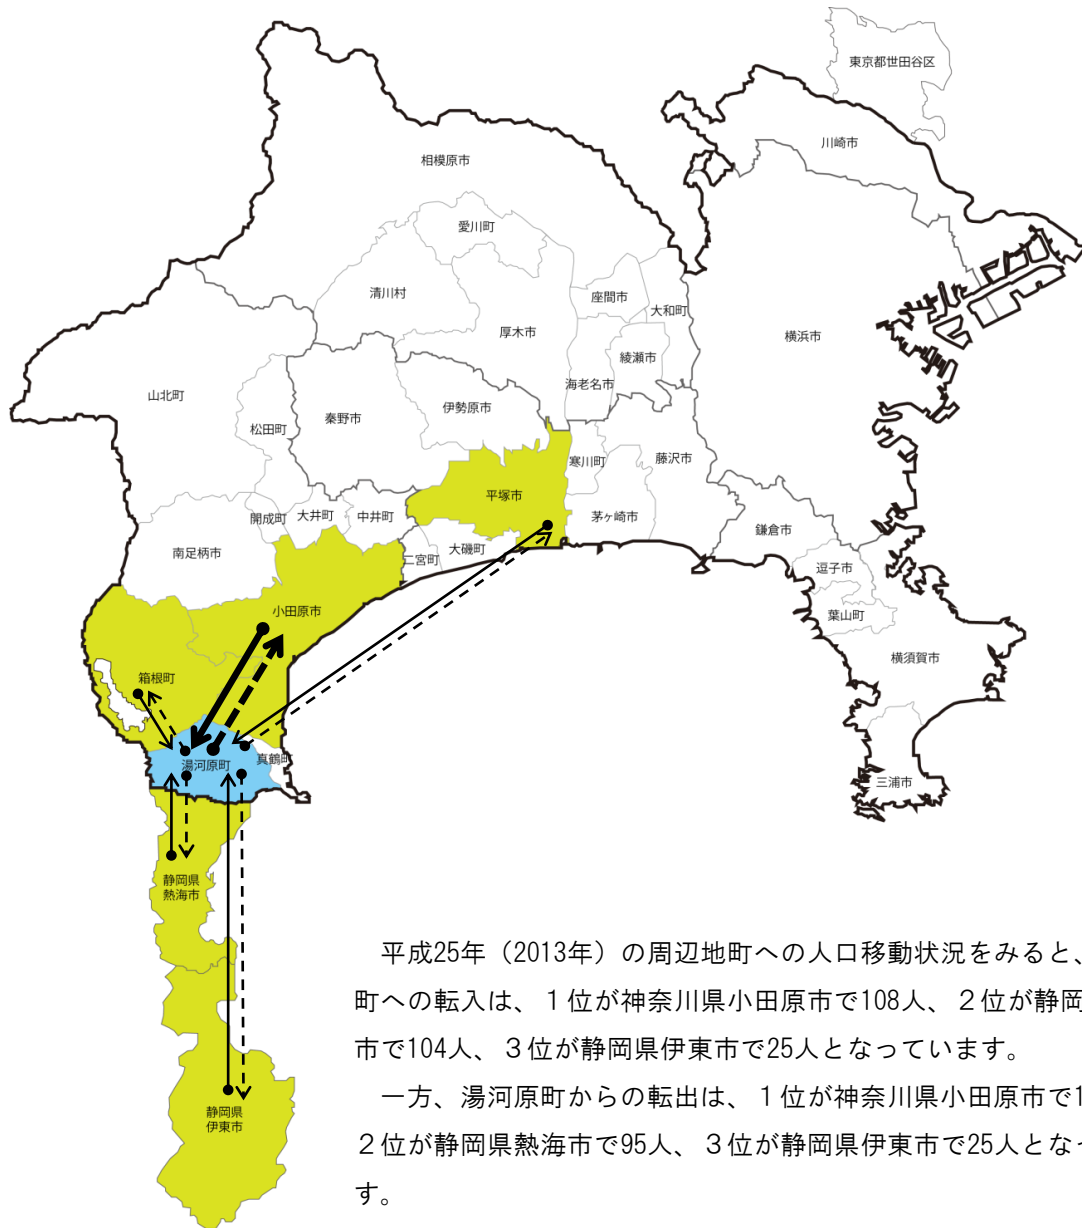 東京都世田谷区
川崎市
相模原市
愛川町
清川村
座間市
大和町
厚木市
横浜市
綾瀬市
海老名市
山北町
伊勢原市
秦野市
松田町
寒川町
藤沢市
平塚市
開成町
大井町
中井町
茅ヶ崎市
鎌倉市
南足柄市
二宮町
大磯町
逗子市
小田原市
葉山町
横須賀市
箱根町
湯河原町
真鶴町
三浦市
静岡県
熱海市
平成25年（2013年）の周辺地町への人口移動状況をみると、
町への転入は、１位が神奈川県小田原市で108人、２位が静岡
市で104人、３位が静岡県伊東市で25人となっています。
一方、湯河原町からの転出は、１位が神奈川県小田原市で1
２位が静岡県熱海市で95人、３位が静岡県伊東市で25人となっ
す。
静岡県
伊東市